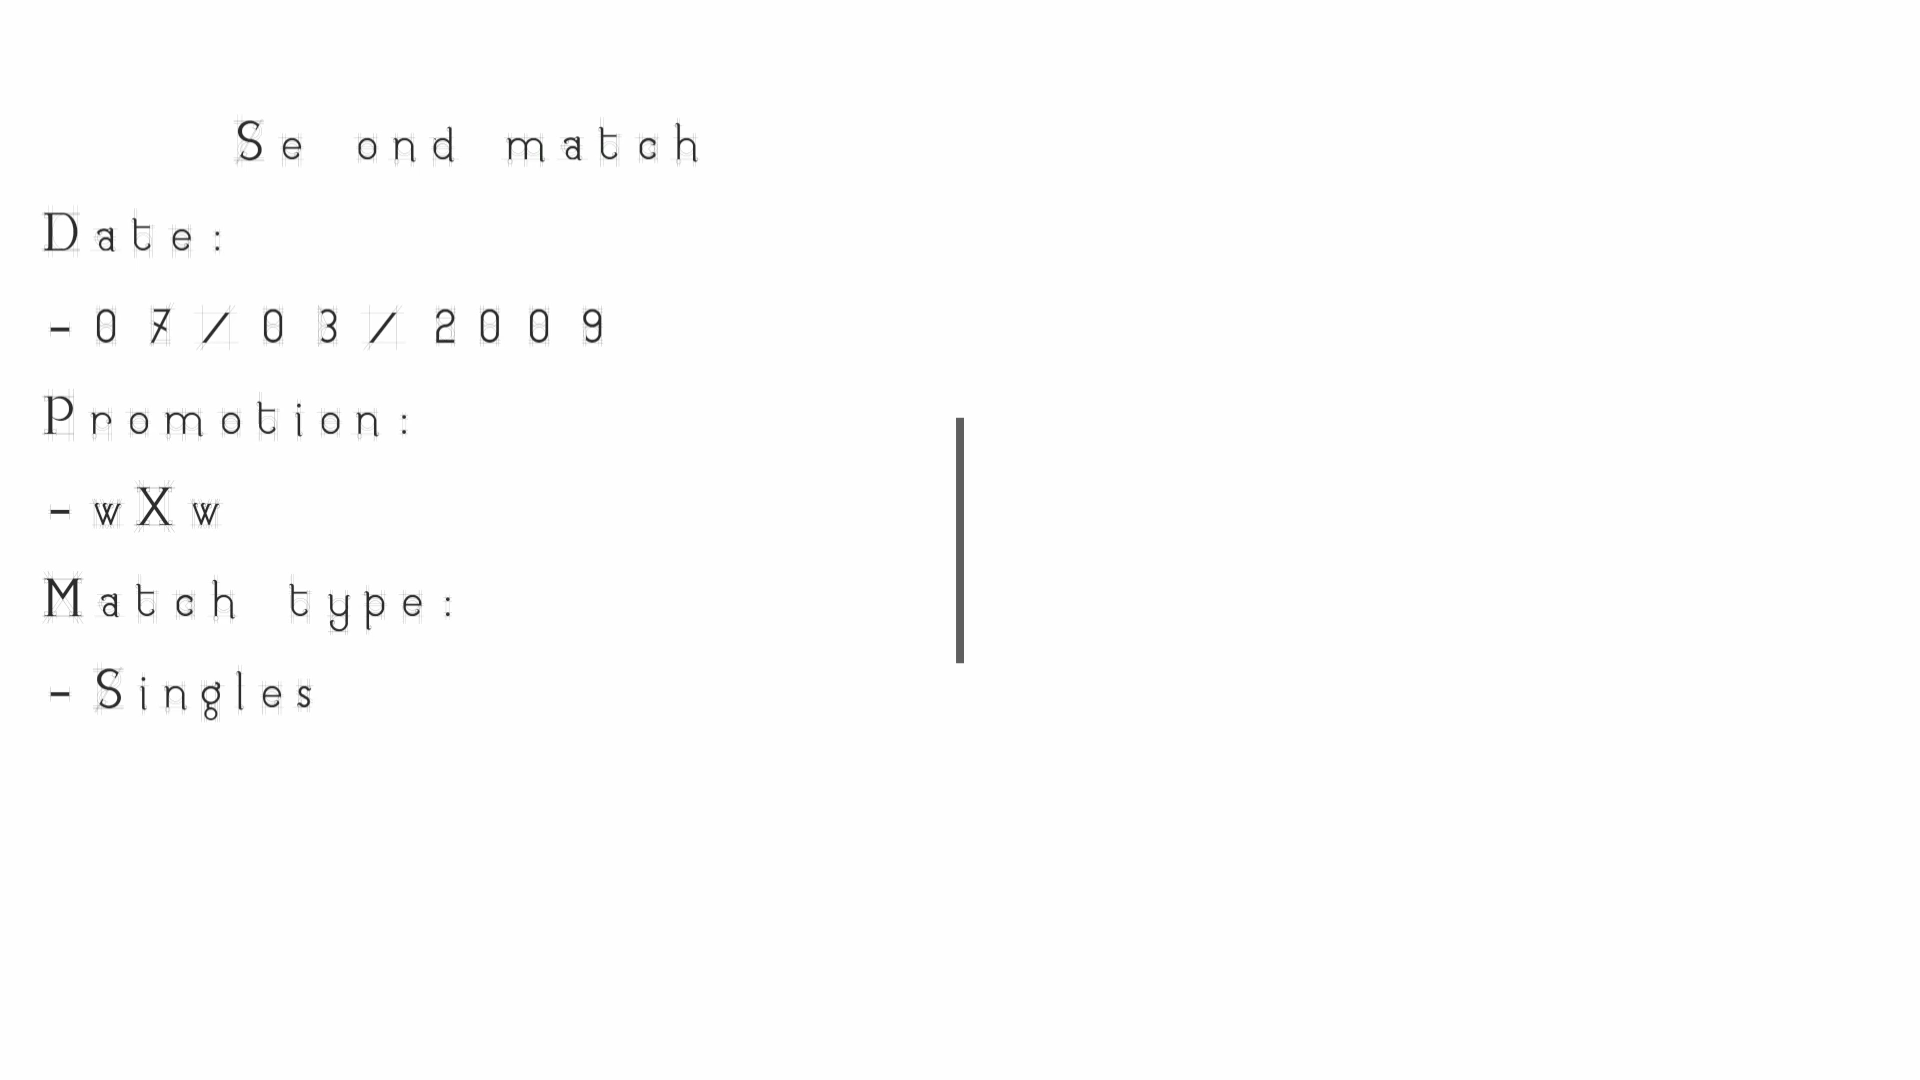 Se ond match
Date:
-07/03/2009
Promotion:
-wXw
Match type:
-Singles